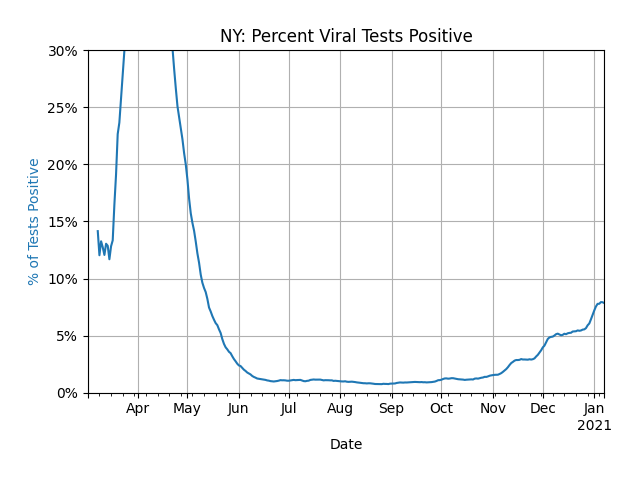 NY: Percent Viral Tests Positive
30%
25%
20%
15%
10%
5%
0%
% of Tests Positive
Apr May Jun Jul Aug Sep Oct Nov Dec Jan
2021
Date